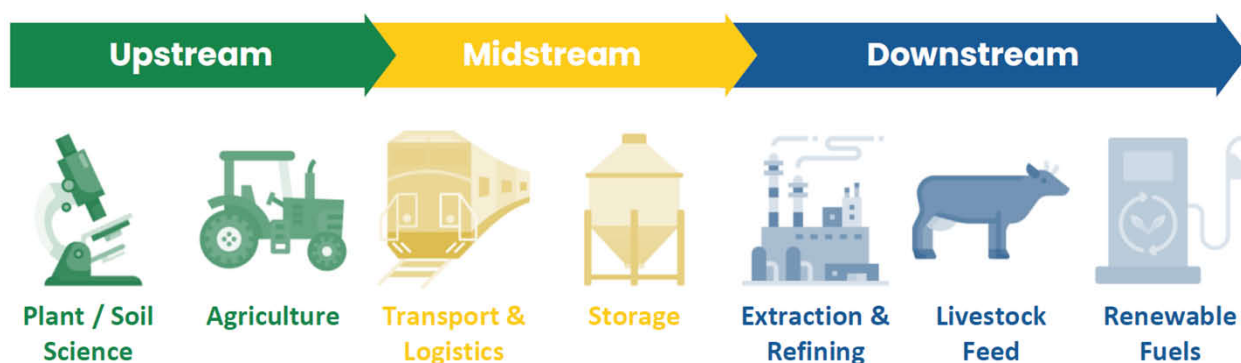 Upstream
Midstream
Downstream
Plant / Soil
Science
Agriculture
Transport &
Logistics
Storage
Extraction &
Refining
Livestock
Feed
Renewable
Fuels